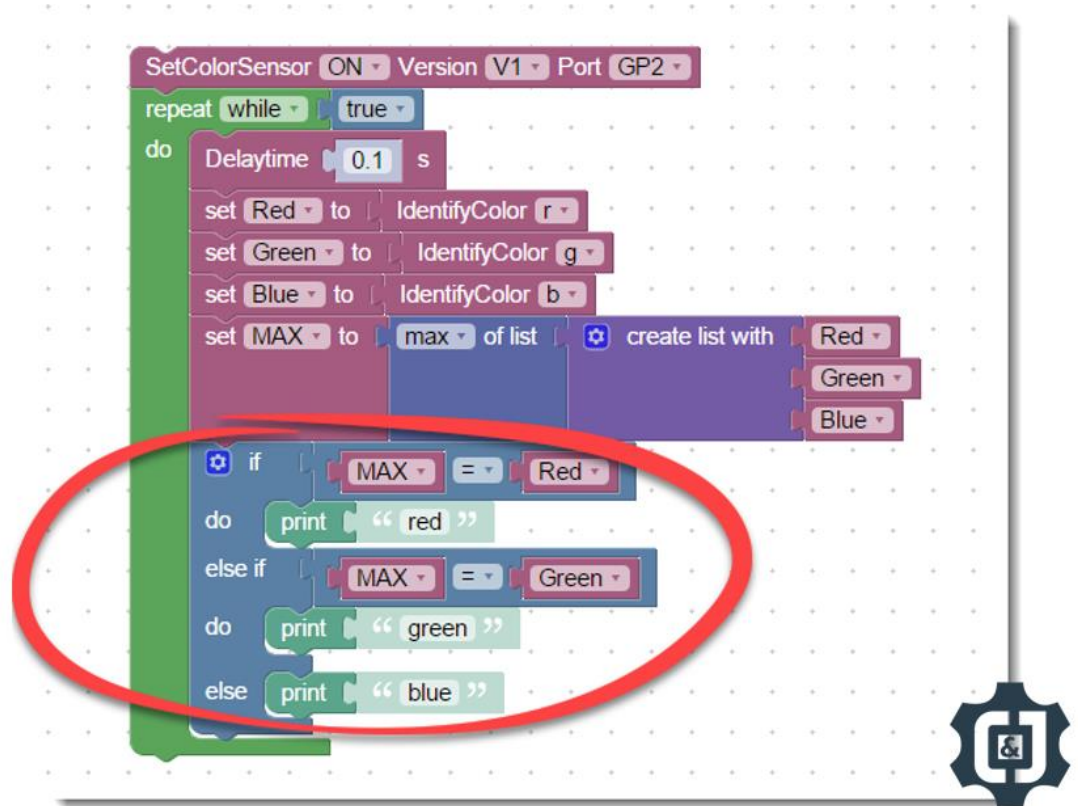 SetColorSensor ON Version V1 Port GP2
repeat while true
do
Delaytime 0.1 s
set Red to IdentifyColor r
set Green to IdentifyColor g
set Blue to IdentifyColor b
set MAX to max of list create list with Red
Green
Blue
if MAX = Red
do print “ red ”
else if MAX = Green
do print “ green ”
else print “ blue ”
C&J